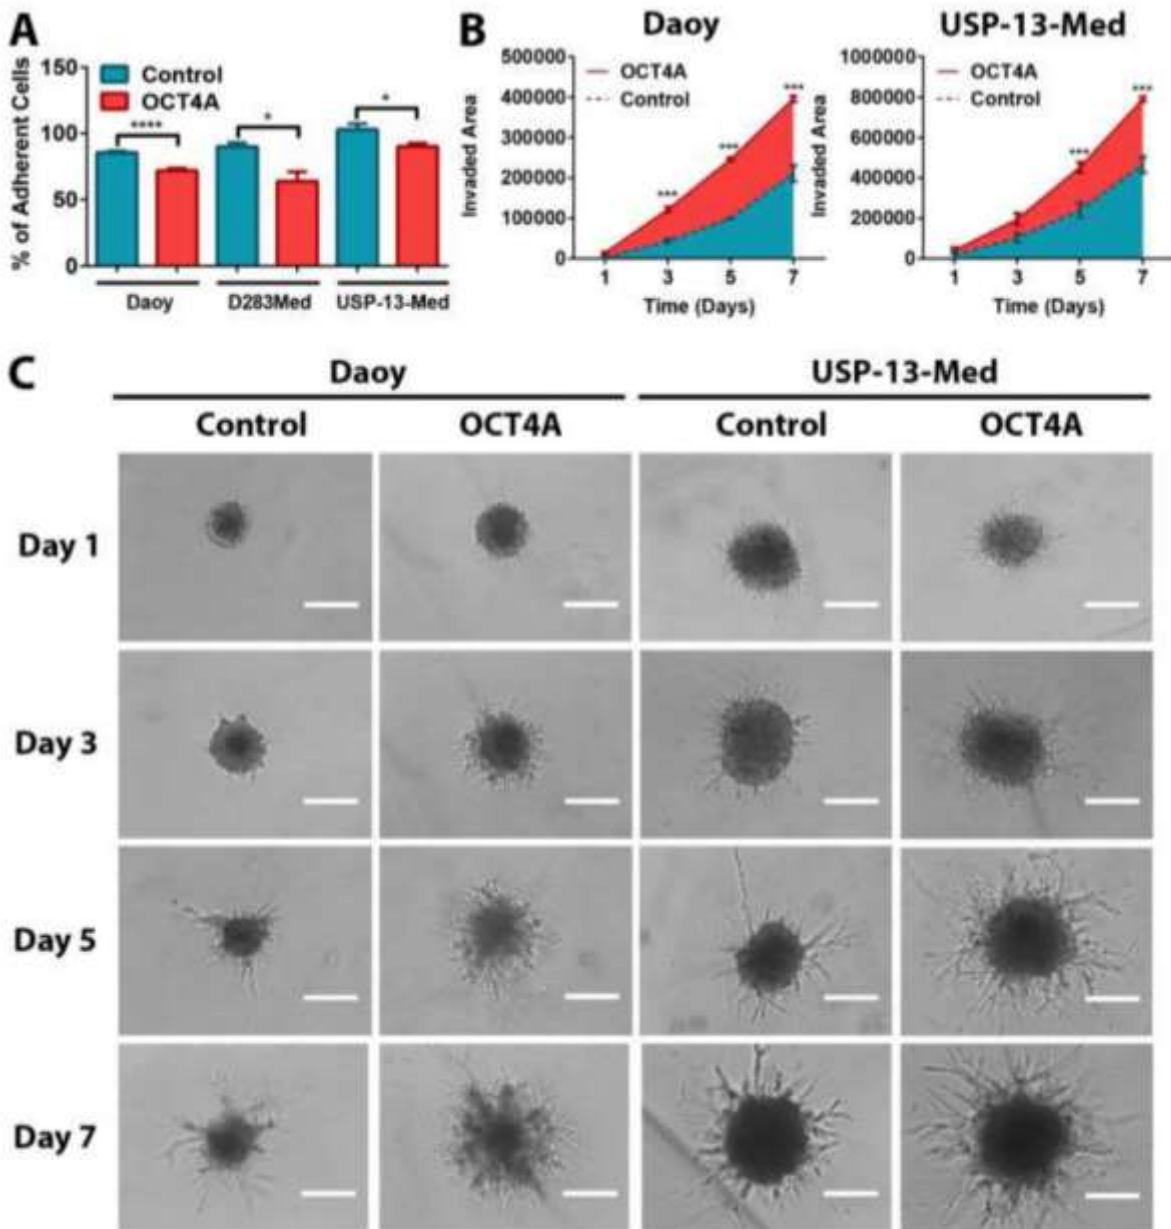 A
150
100
50
0
% of Adherent Cells
Control
OCT4A
****
*
*
Daoy D283Med USP-13-Med
B
Daoy
500000
400000
300000
200000
100000
0
Invaded Area
OCT4A
Control
***
***
***
1 3 5 7
Time (Days)
USP-13-Med
1000000
800000
600000
400000
200000
0
Invaded Area
OCT4A
Control
***
***
1 3 5 7
Time (Days)
C
Daoy USP-13-Med
Control OCT4A Control OCT4A
Day 1
Day 3
Day 5
Day 7